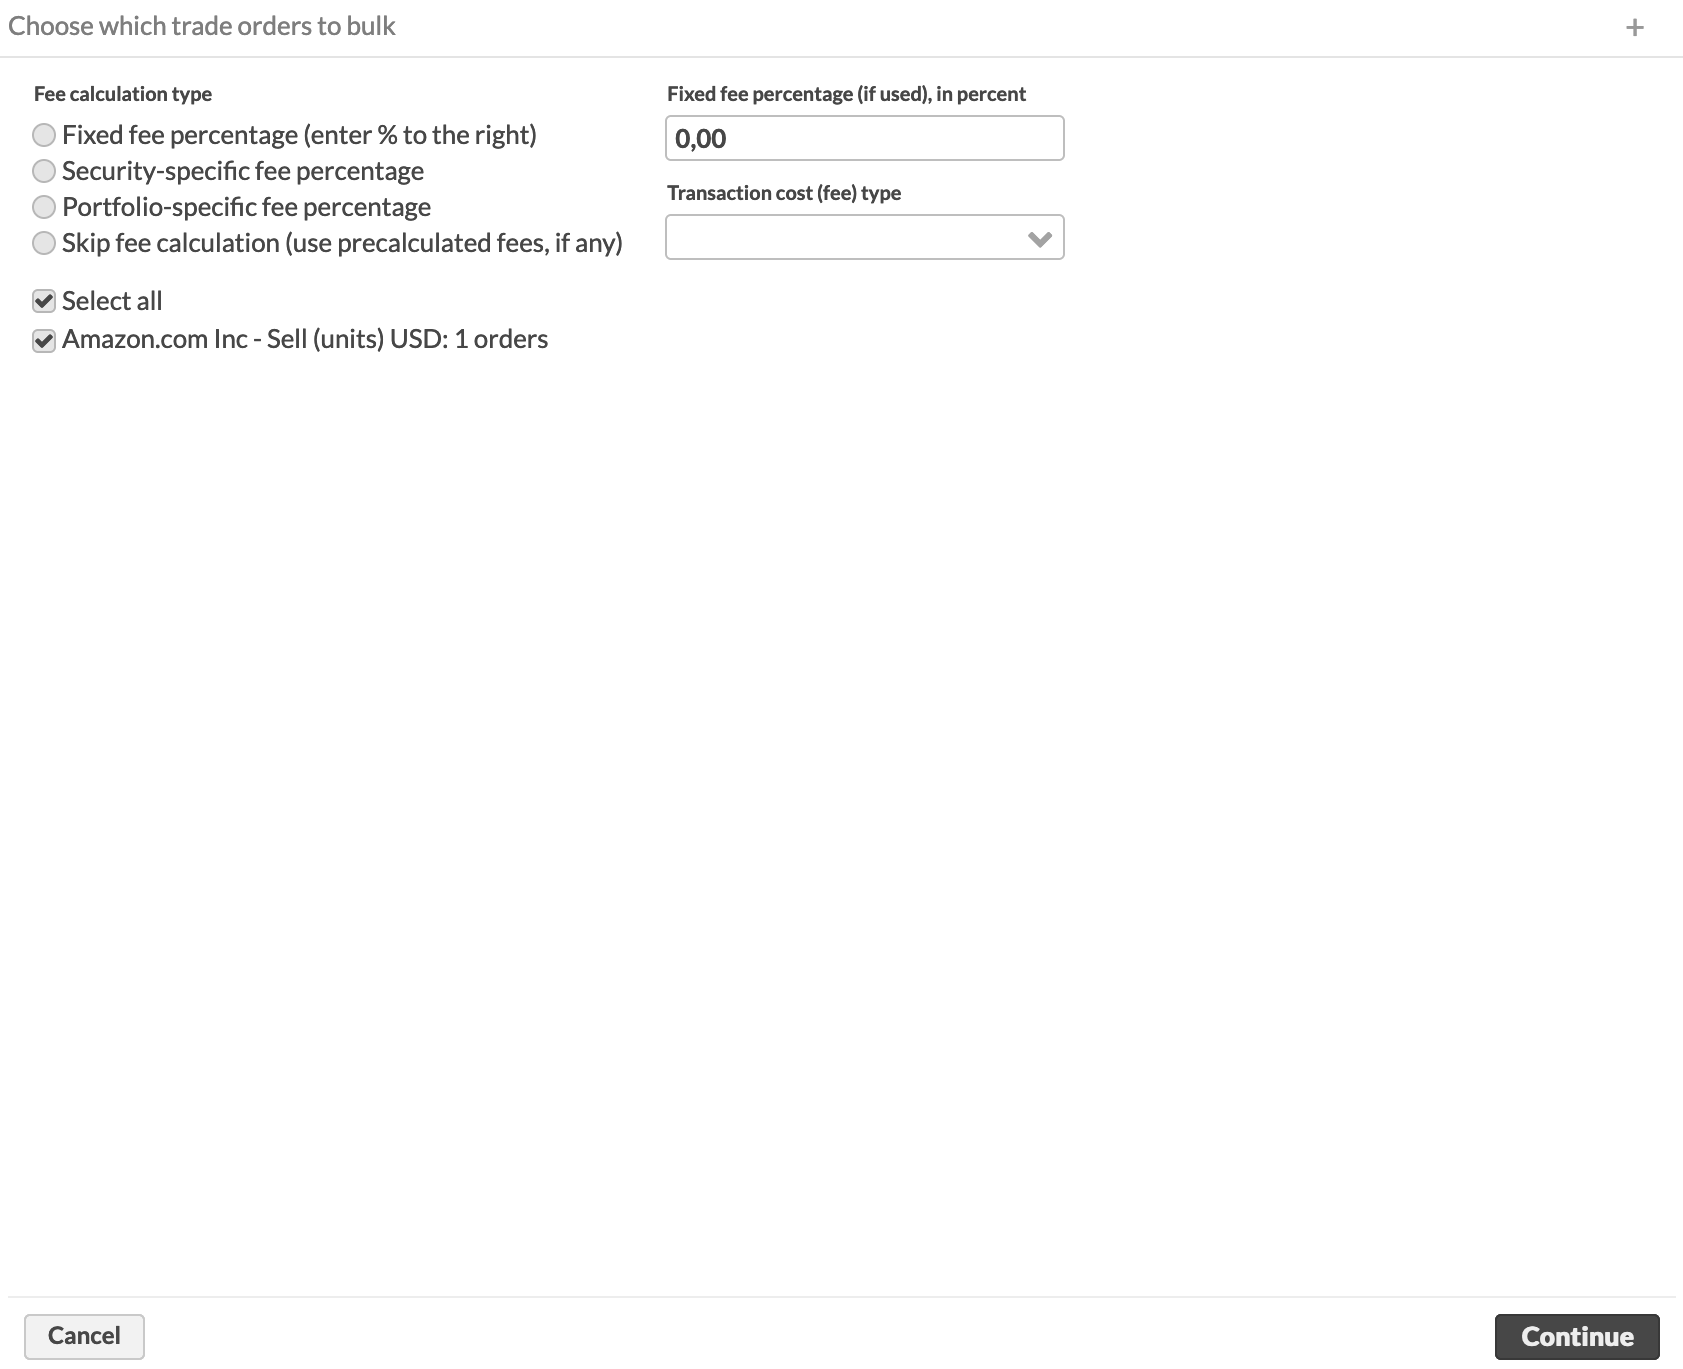 Choose which trade orders to bulk
Fee calculation type
Fixed fee percentage (enter % to the right)
Security-specific fee percentage
Portfolio-specific fee percentage
Skip fee calculation (use precalculated fees, if any)
Fixed fee percentage (if used), in percent
0,00
Transaction cost (fee) type
Select all
Amazon.com Inc - Sell (units) USD: 1 orders
Cancel
Continue